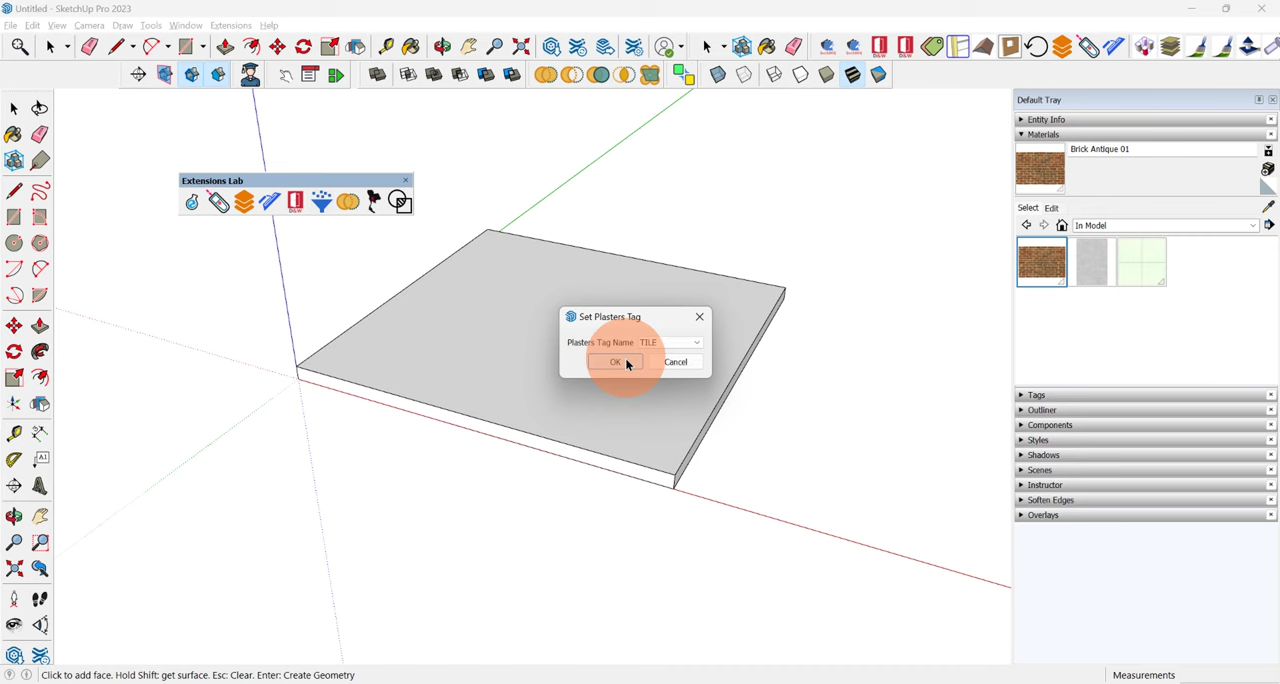 Untitled - SketchUp Pro 2023
File Edit View Camera Draw Tools Window Extensions Help
Default Tray
Entity Info
Materials
Brick Antique 01
Extensions Lab
Select Edit
In Model
Set Plasters Tag
Plasters Tag Name TILE
OK Cancel
Tags
Outliner
Components
Styles
Shadows
Scenes
Instructor
Soften Edges
Overlays
Click to add face. Hold Shift: get surface. Esc: Clear. Enter: Create Geometry
Measurements